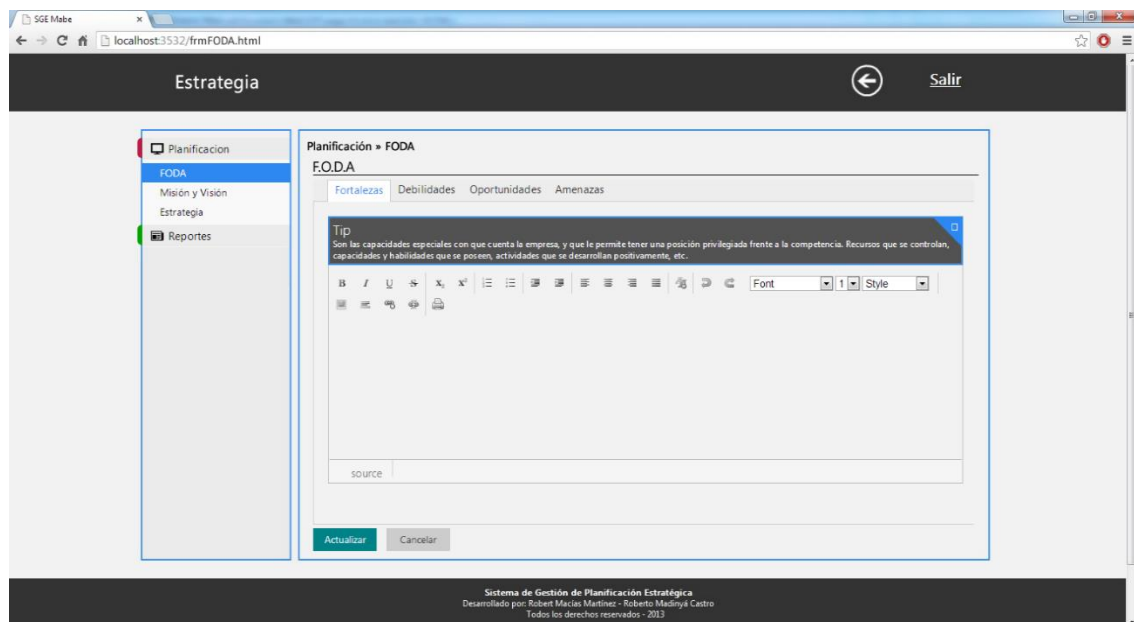 SGE Mabe
localhost:3532/frmFODA.html
Estrategia
Salir
Planificacion
FODA
Misión y Visión
Estrategia
Reportes
Planificación » FODA
F.O.D.A
Fortalezas Debilidades Oportunidades Amenazas
Tip
Son las capacidades especiales con que cuenta la empresa, y que le permite tener una posición privilegiada frente a la competencia. Recursos que se controlan,
capacidades y habilidades que se poseen, actividades que se desarrollan positivamente, etc.
B I U S X₂ X² Font 1 Style
source
Actualizar Cancelar
Sistema de Gestión de Planificación Estratégica
Desarrollado por: Robert Macías Martínez - Roberto Madinyá Castro
Todos los derechos reservados - 2013